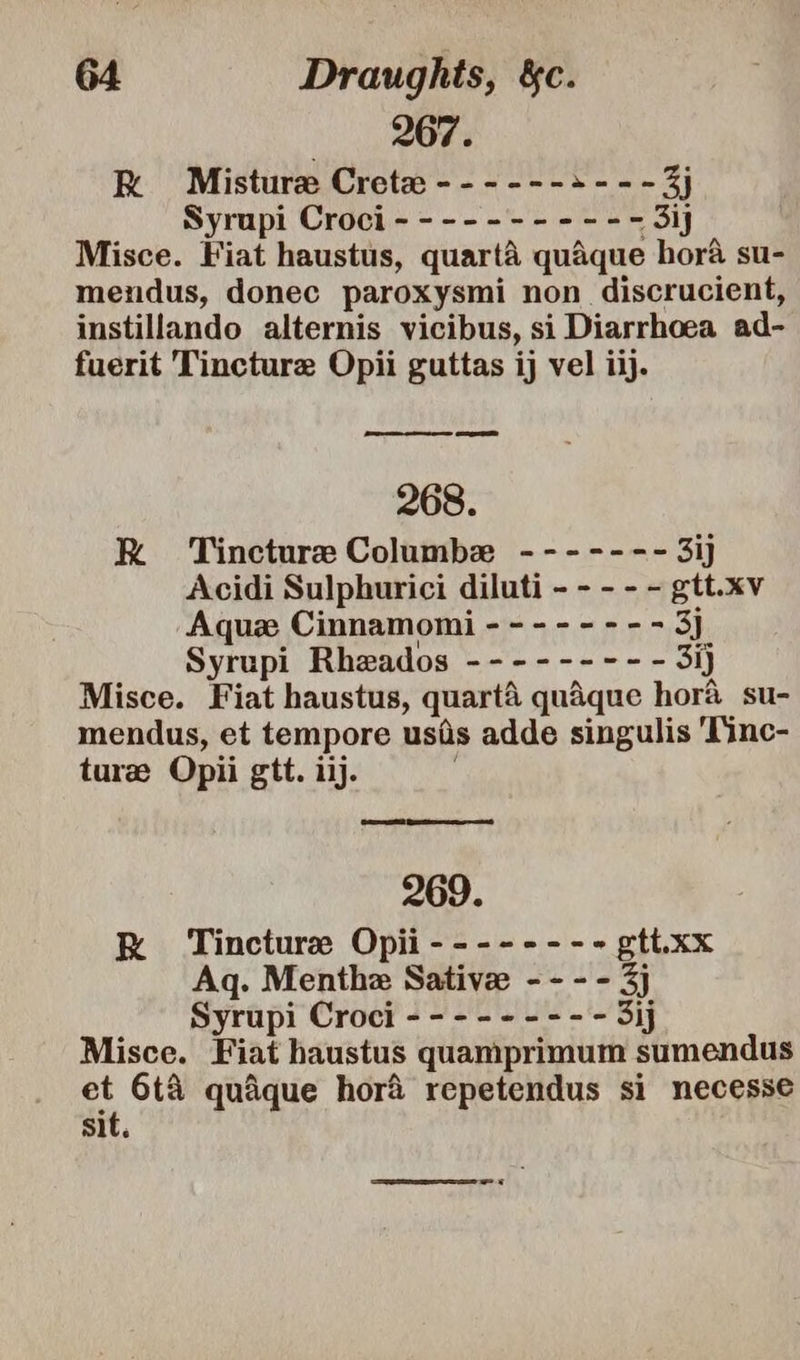 64 Draughts, &c.
267.
℞ Misturæ Cretæ - - - - - - - - - - - ℥j
Syrupi Croci - - - - - - - - - - - ʒij
Misce. Fiat haustus, quartâ quâque horâ su-
mendus, donec paroxysmi non discrucient,
instillando alternis vicibus, si Diarrhœa ad-
fuerit Tincturæ Opii guttas ij vel iij.
268.
℞ Tincturæ Columbæ - - - - - - - ʒij
Acidi Sulphurici diluti - - - - - gtt.xv
Aquæ Cinnamomi - - - - - - - - ℥j
Syrupi Rhæados - - - - - - - - - ʒij
Misce. Fiat haustus, quartâ quâque horâ su-
mendus, et tempore usûs adde singulis Tinc-
turæ Opii gtt. iij.
269.
℞ Tincturæ Opii - - - - - - - - gtt.xx
Aq. Menthæ Sativæ - - - - ℥j
Syrupi Croci - - - - - - - - - ʒij
Misce. Fiat haustus quamprimum sumendus
et 6tâ quâque horâ repetendus si necesse
sit.